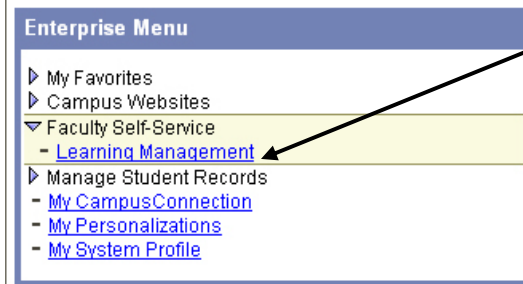 Enterprise Menu
My Favorites
Campus Websites
Faculty Self-Service
- Learning Management
Manage Student Records
- My CampusConnection
- My Personalizations
- My System Profile